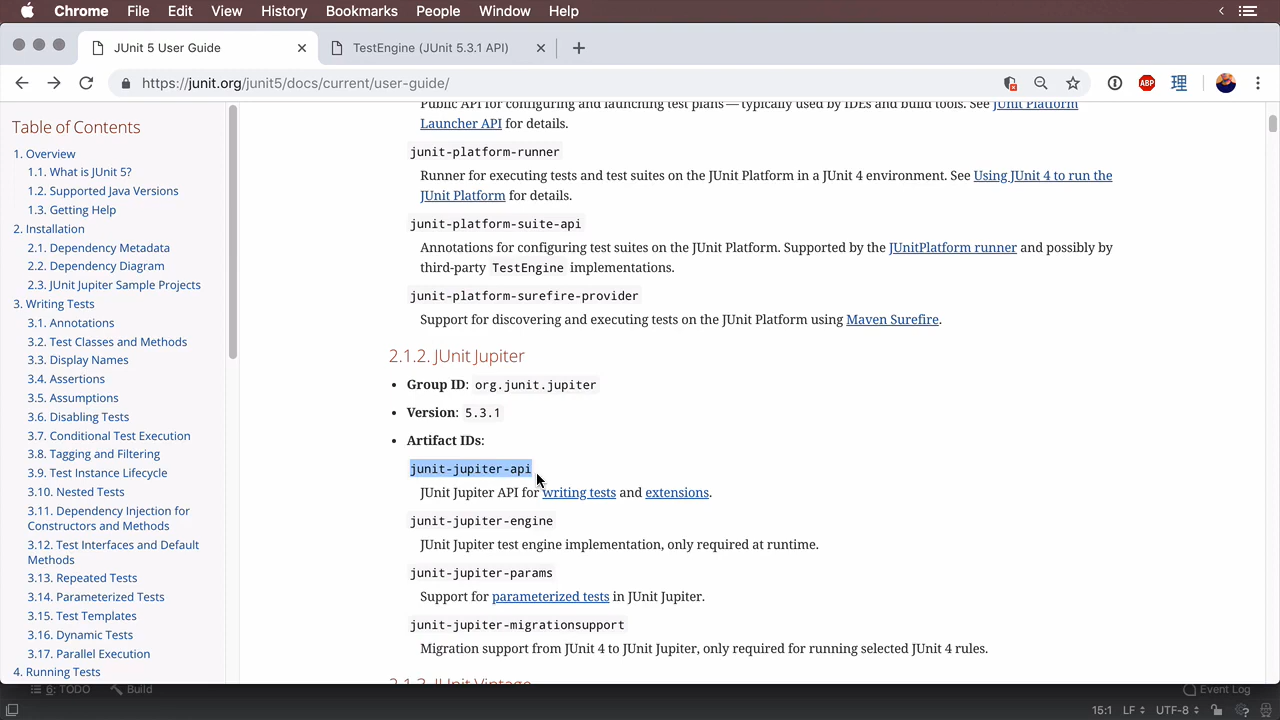 Chrome File Edit View History Bookmarks People Window Help
JUnit 5 User Guide
TestEngine (JUnit 5.3.1 API)
https://junit.org/junit5/docs/current/user-guide/
ABP
理
Table of Contents
1. Overview
1.1. What is JUnit 5?
1.2. Supported Java Versions
1.3. Getting Help
2. Installation
2.1. Dependency Metadata
2.2. Dependency Diagram
2.3. JUnit Jupiter Sample Projects
3. Writing Tests
3.1. Annotations
3.2. Test Classes and Methods
3.3. Display Names
3.4. Assertions
3.5. Assumptions
3.6. Disabling Tests
3.7. Conditional Test Execution
3.8. Tagging and Filtering
3.9. Test Instance Lifecycle
3.10. Nested Tests
3.11. Dependency Injection for
Constructors and Methods
3.12. Test Interfaces and Default
Methods
3.13. Repeated Tests
3.14. Parameterized Tests
3.15. Test Templates
3.16. Dynamic Tests
3.17. Parallel Execution
4. Running Tests
Public API for configuring and launching test plans — typically used by IDEs and build tools. See JUnit Platform
Launcher API for details.
junit-platform-runner
Runner for executing tests and test suites on the JUnit Platform in a JUnit 4 environment. See Using JUnit 4 to run the
JUnit Platform for details.
junit-platform-suite-api
Annotations for configuring test suites on the JUnit Platform. Supported by the JUnitPlatform runner and possibly by
third-party TestEngine implementations.
junit-platform-surefire-provider
Support for discovering and executing tests on the JUnit Platform using Maven Surefire.
2.1.2. JUnit Jupiter
• Group ID: org.junit.jupiter
• Version: 5.3.1
• Artifact IDs:
junit-jupiter-api
JUnit Jupiter API for writing tests and extensions.
junit-jupiter-engine
JUnit Jupiter test engine implementation, only required at runtime.
junit-jupiter-params
Support for parameterized tests in JUnit Jupiter.
junit-jupiter-migrationsupport
Migration support from JUnit 4 to JUnit Jupiter, only required for running selected JUnit 4 rules.
2.1.3. JUnit Vintage
6: TODO Build Event Log
15:1 LF UTF-8